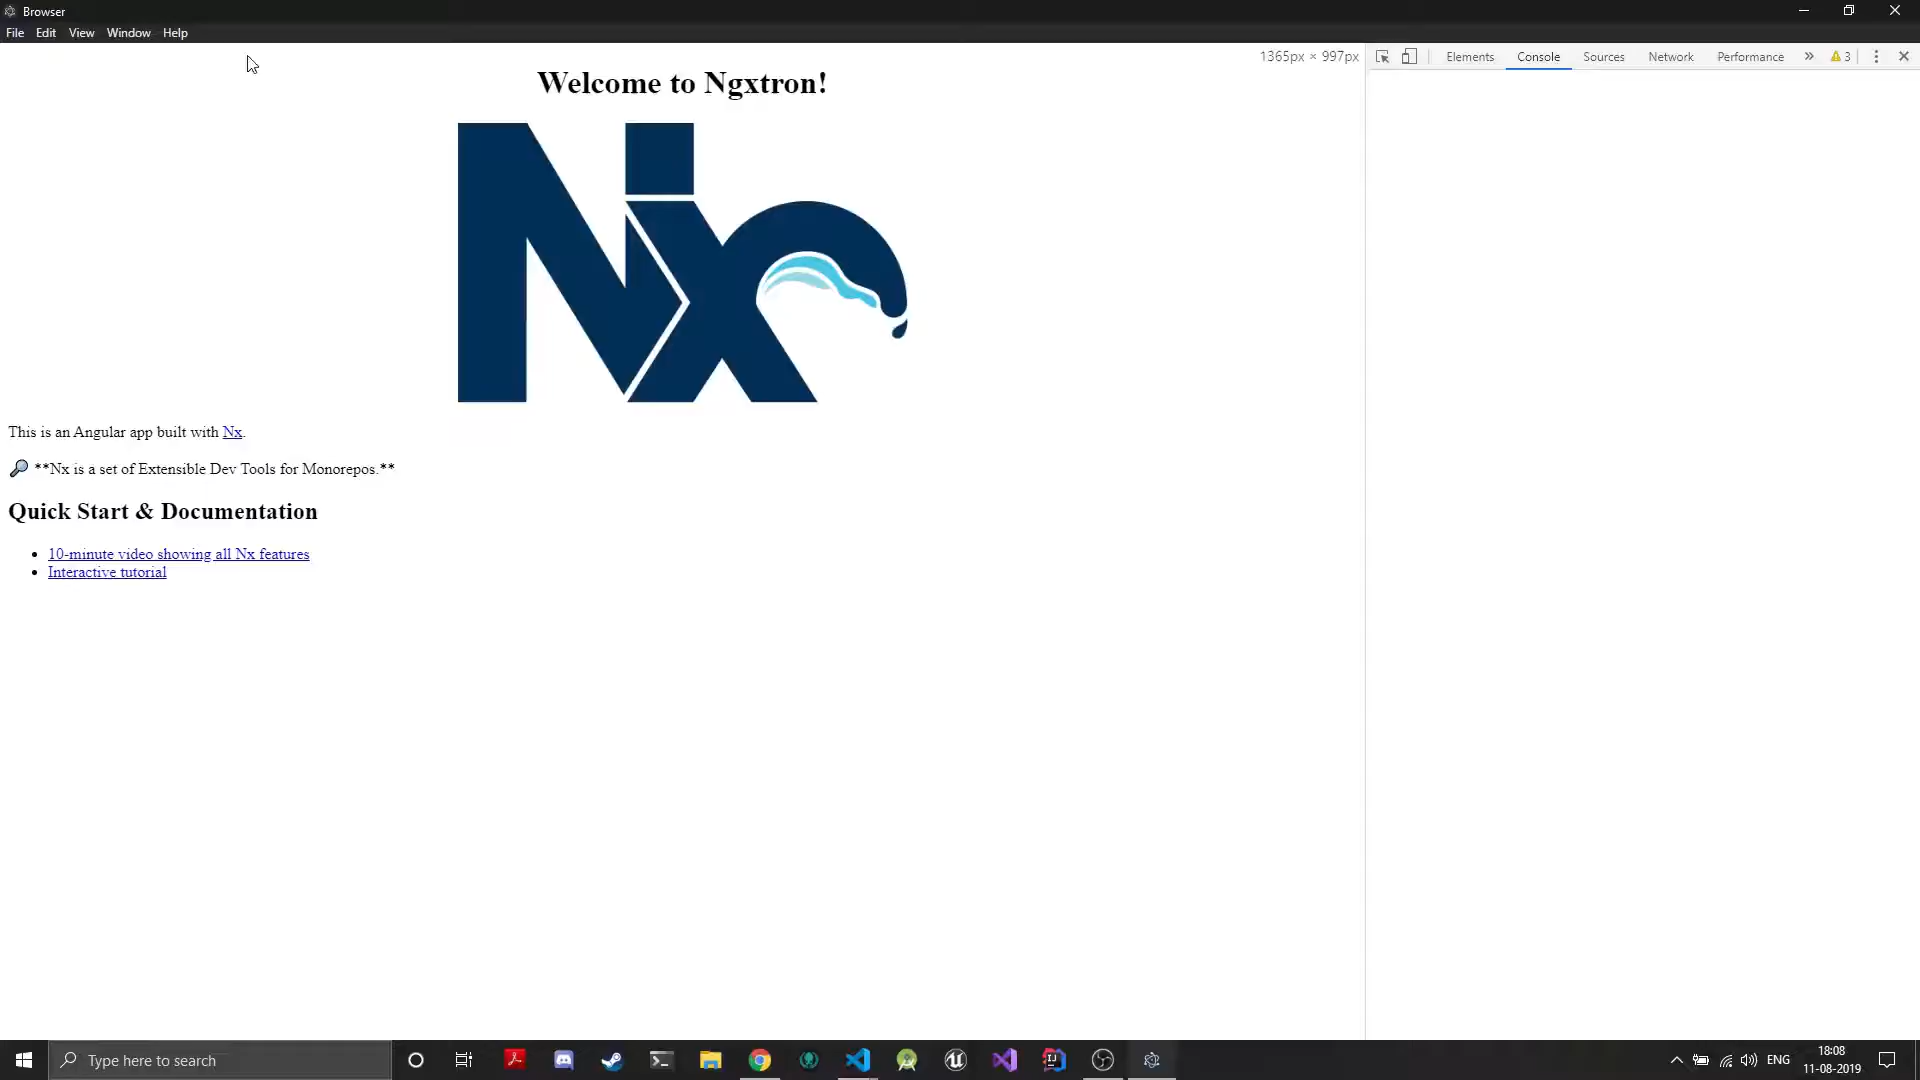 Browser
File Edit View Window Help
1365px × 997px
Elements Console Sources Network Performance » 3
Welcome to Ngxtron!
Nx
This is an Angular app built with Nx.
🔎 **Nx is a set of Extensible Dev Tools for Monorepos.**
Quick Start & Documentation
• 10-minute video showing all Nx features
• Interactive tutorial
Type here to search
ENG
18:08
11-08-2019